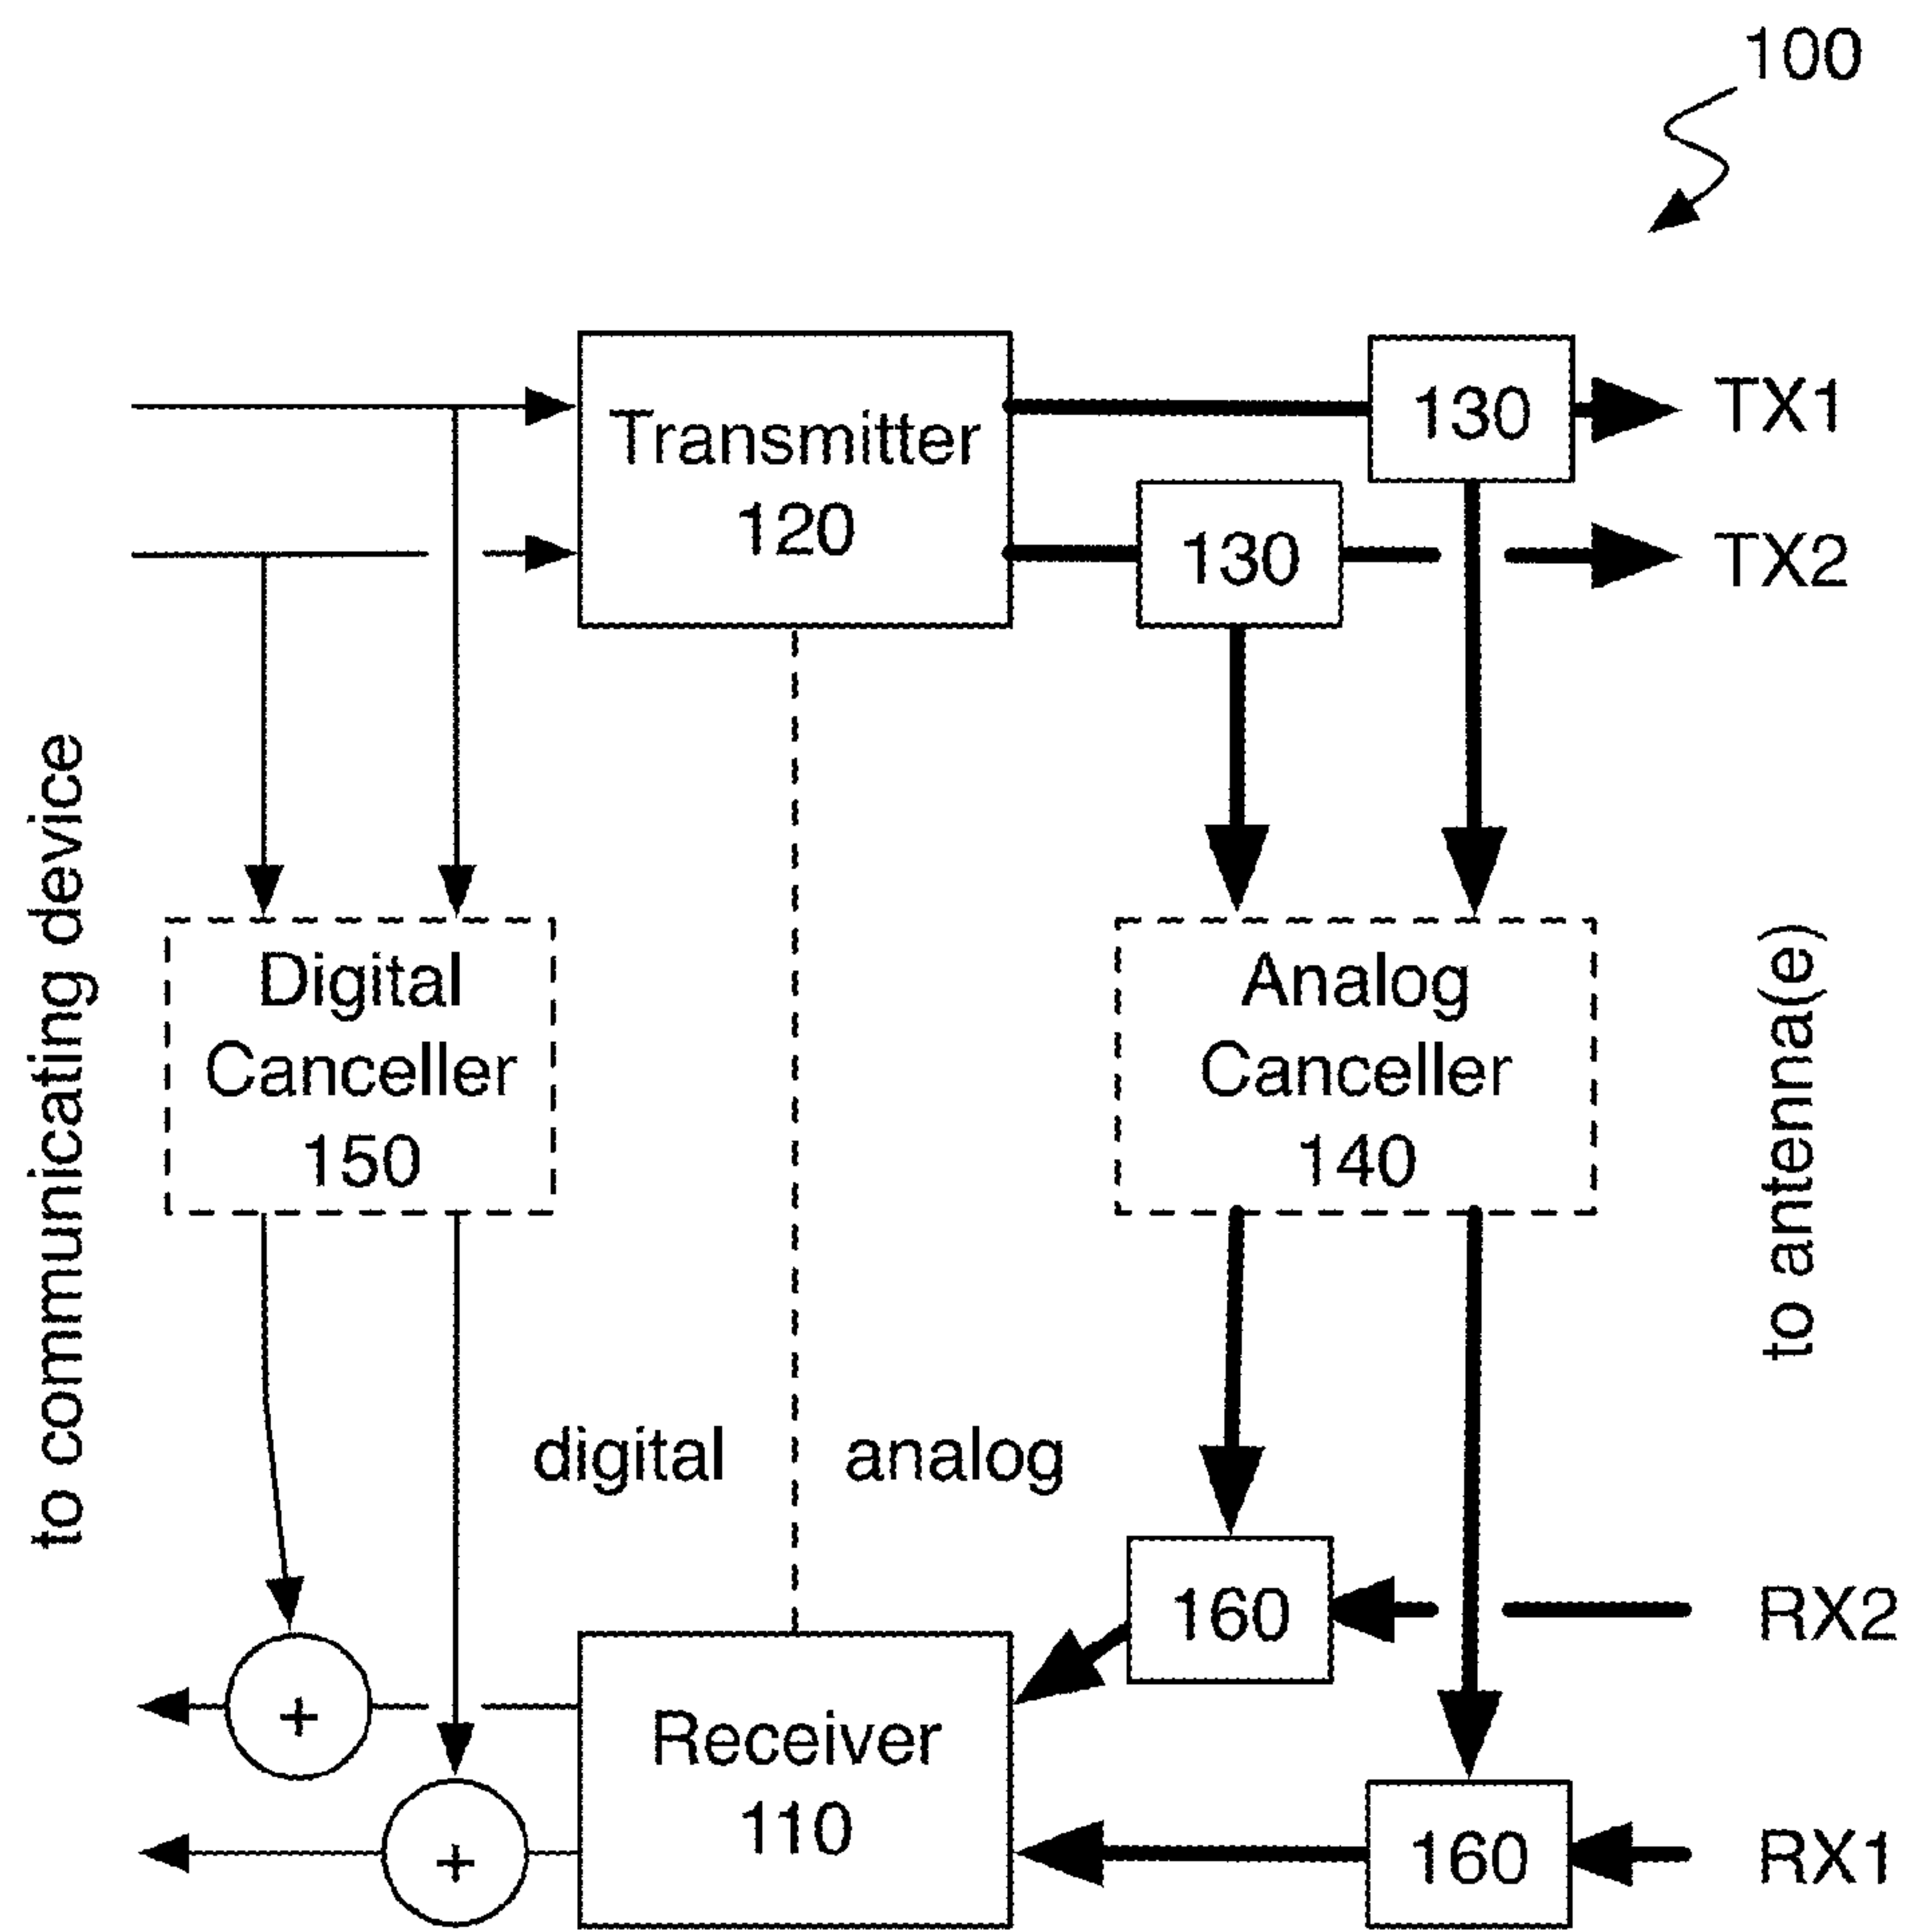 100
Transmitter
120
130
TX1
130
TX2
to communicating device
Digital
Canceller
150
Analog
Canceller
140
to antenna(e)
digital
analog
160
RX2
+
Receiver
110
+
160
RX1